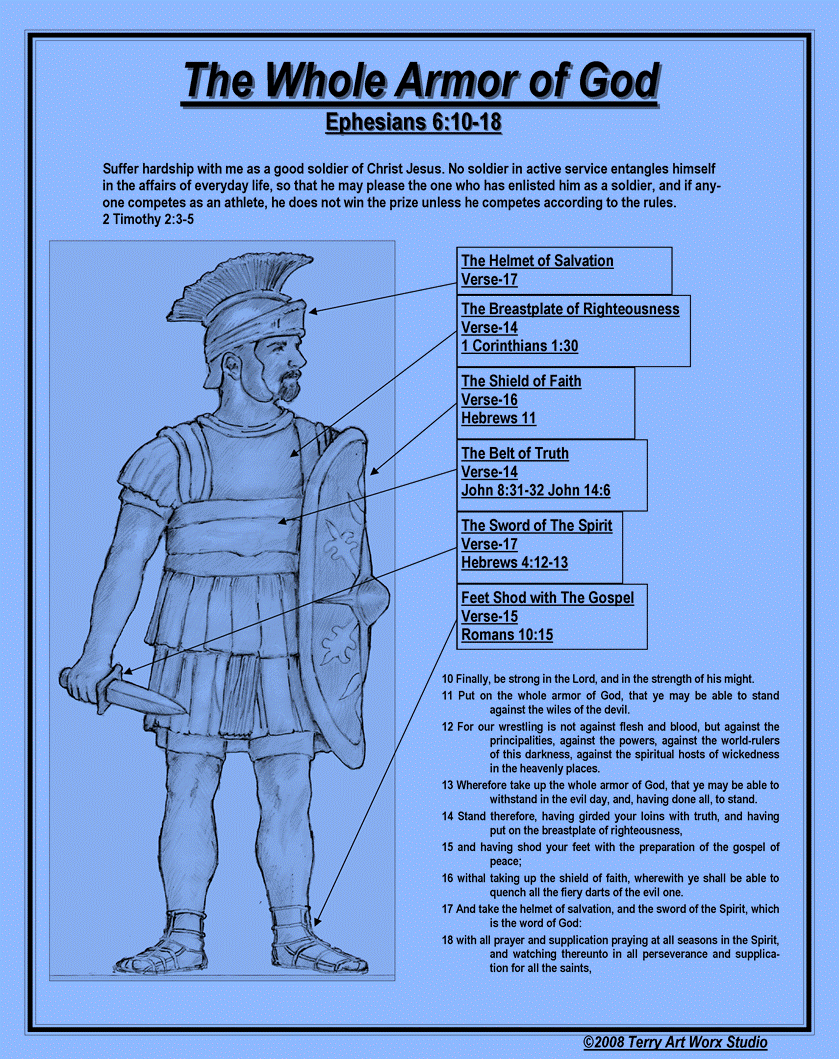 The Whole Armor of God
Ephesians 6:10-18
Suffer hardship with me as a good soldier of Christ Jesus. No soldier in active service entangles himself
in the affairs of everyday life, so that he may please the one who has enlisted him as a soldier, and if any-
one competes as an athlete, he does not win the prize unless he competes according to the rules.
2 Timothy 2:3-5
The Helmet of Salvation
Verse-17
The Breastplate of Righteousness
Verse-14
1 Corinthians 1:30
The Shield of Faith
Verse-16
Hebrews 11
The Belt of Truth
Verse-14
John 8:31-32 John 14:6
The Sword of The Spirit
Verse-17
Hebrews 4:12-13
Feet Shod with The Gospel
Verse-15
Romans 10:15
10 Finally, be strong in the Lord, and in the strength of his might.
11 Put on the whole armor of God, that ye may be able to stand
against the wiles of the devil.
12 For our wrestling is not against flesh and blood, but against the
principalities, against the powers, against the world-rulers
of this darkness, against the spiritual hosts of wickedness
in the heavenly places.
13 Wherefore take up the whole armor of God, that ye may be able to
withstand in the evil day, and, having done all, to stand.
14 Stand therefore, having girded your loins with truth, and having
put on the breastplate of righteousness,
15 and having shod your feet with the preparation of the gospel of
peace;
16 withal taking up the shield of faith, wherewith ye shall be able to
quench all the fiery darts of the evil one.
17 And take the helmet of salvation, and the sword of the Spirit, which
is the word of God:
18 with all prayer and supplication praying at all seasons in the Spirit,
and watching thereunto in all perseverance and supplica-
tion for all the saints,
©2008 Terry Art Worx Studio